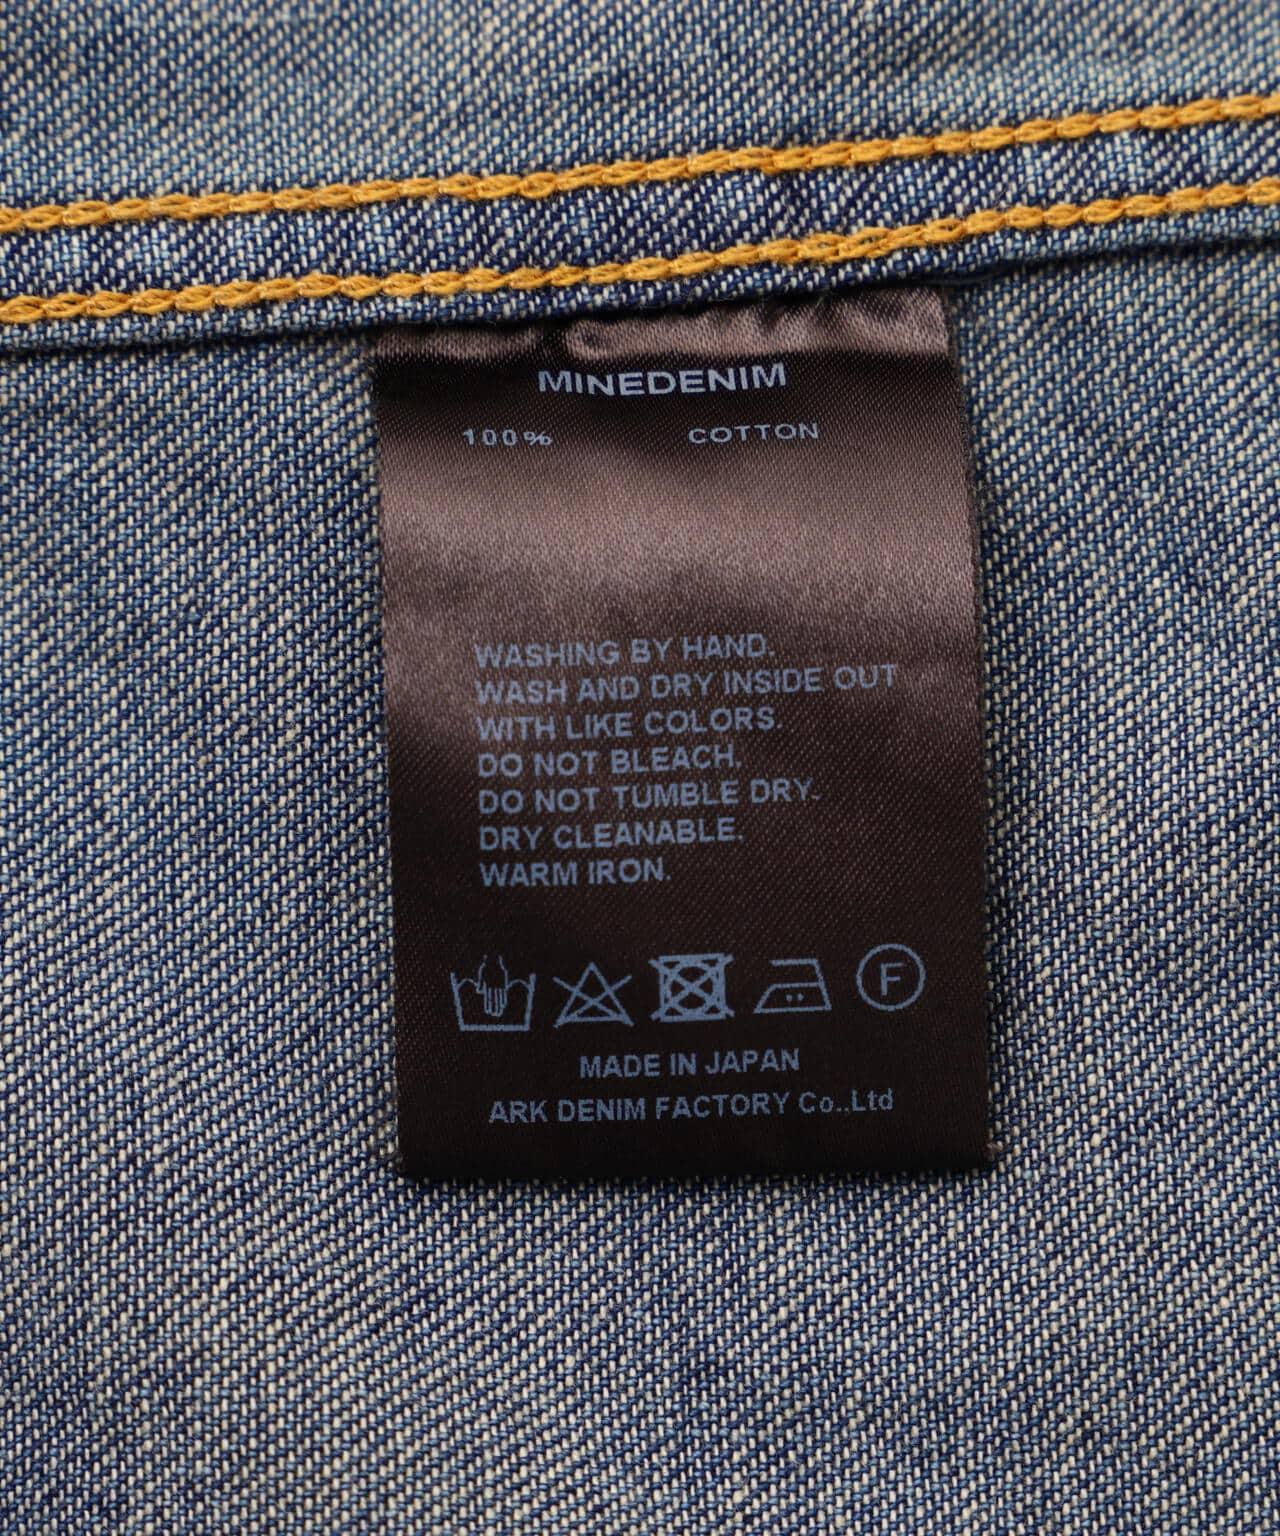 MINEDENIM
100% COTTON
WASHING BY HAND.
WASH AND DRY INSIDE OUT
WITH LIKE COLORS.
DO NOT BLEACH.
DO NOT TUMBLE DRY.
DRY CLEANABLE.
WARM IRON.
F
MADE IN JAPAN
ARK DENIM FACTORY Co.,Ltd